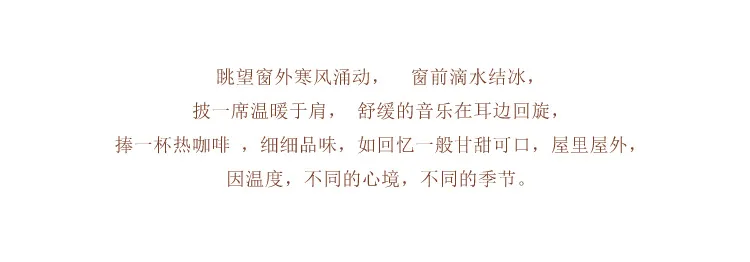 眺望窗外寒风涌动，  窗前滴水结冰，
披一席温暖于肩， 舒缓的音乐在耳边回旋，
捧一杯热咖啡 ，细细品味，如回忆一般甘甜可口，屋里屋外，
因温度，不同的心境，不同的季节。